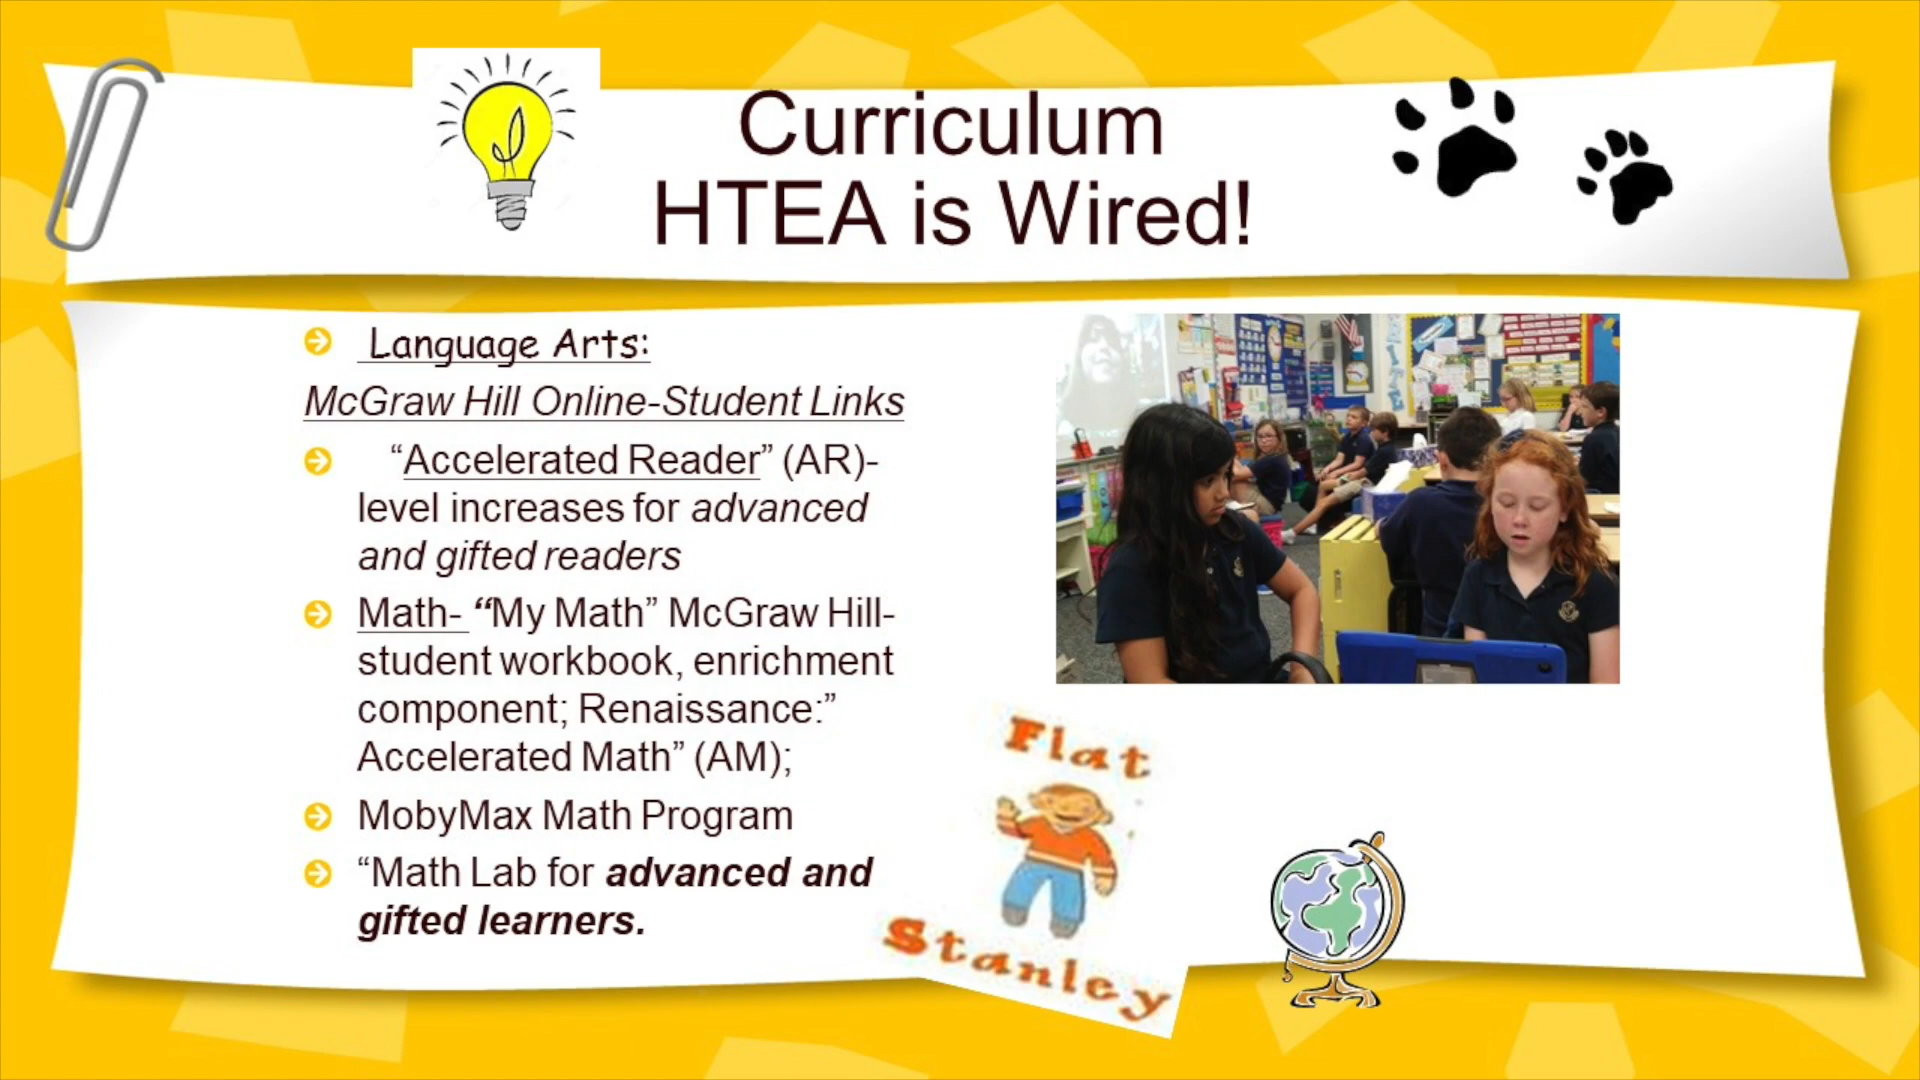 Curriculum
HTEA is Wired!
Language Arts:
McGraw Hill Online-Student Links
“Accelerated Reader” (AR)-
level increases for advanced
and gifted readers
Math- “My Math” McGraw Hill-
student workbook, enrichment
component; Renaissance:”
Accelerated Math” (AM);
MobyMax Math Program
“Math Lab for advanced and
gifted learners.
Flat
Stanley